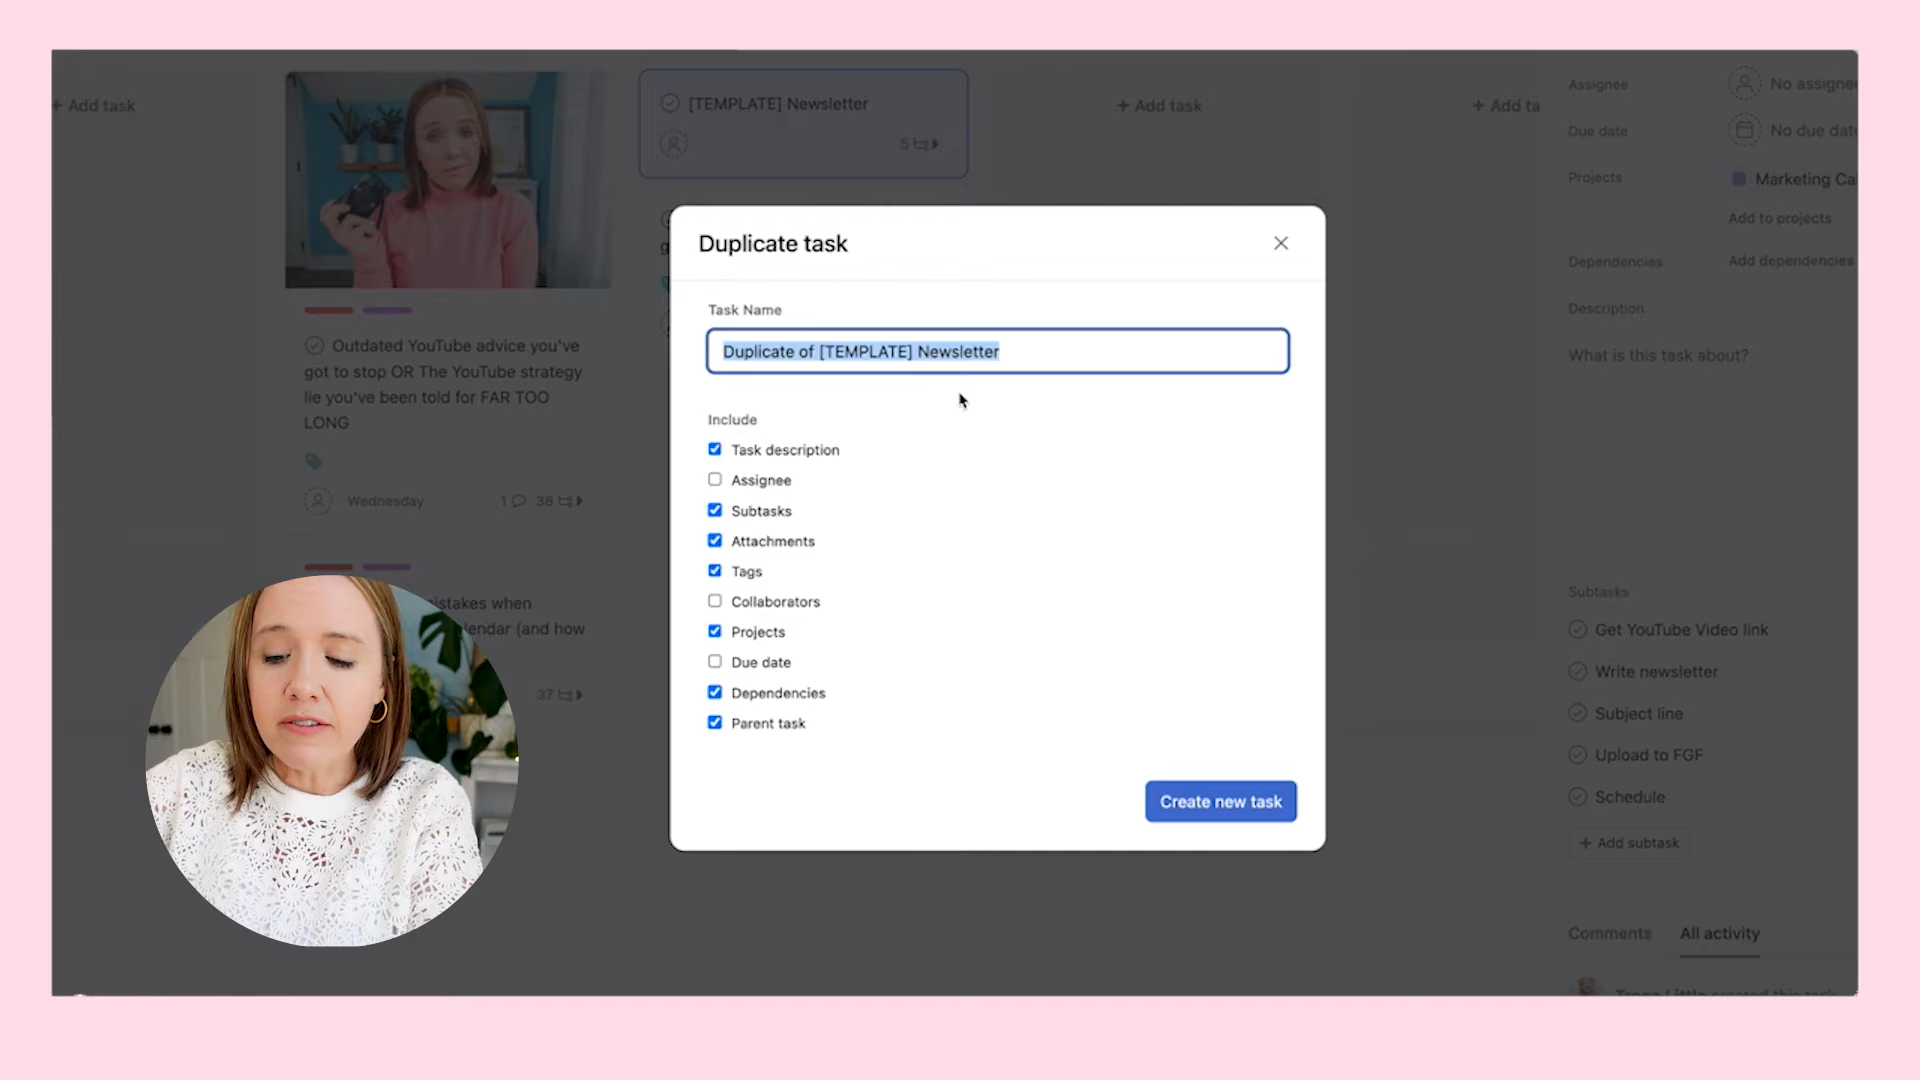 + Add task
[TEMPLATE] Newsletter
5
+ Add task
+ Add ta
Assignee
No assignee
Due date
No due date
Projects
Marketing Ca
Add to projects
Dependencies
Add dependencies
Description
What is this task about?
Outdated YouTube advice you've
got to stop OR The YouTube strategy
lie you've been told for FAR TOO
LONG
Wednesday
1
38
istakes when
lendar (and how
37
g
Duplicate task
Task Name
Duplicate of [TEMPLATE] Newsletter
Include
Task description
Assignee
Subtasks
Attachments
Tags
Collaborators
Projects
Due date
Dependencies
Parent task
Create new task
Subtasks
Get YouTube Video link
Write newsletter
Subject line
Upload to FGF
Schedule
+ Add subtask
Comments
All activity